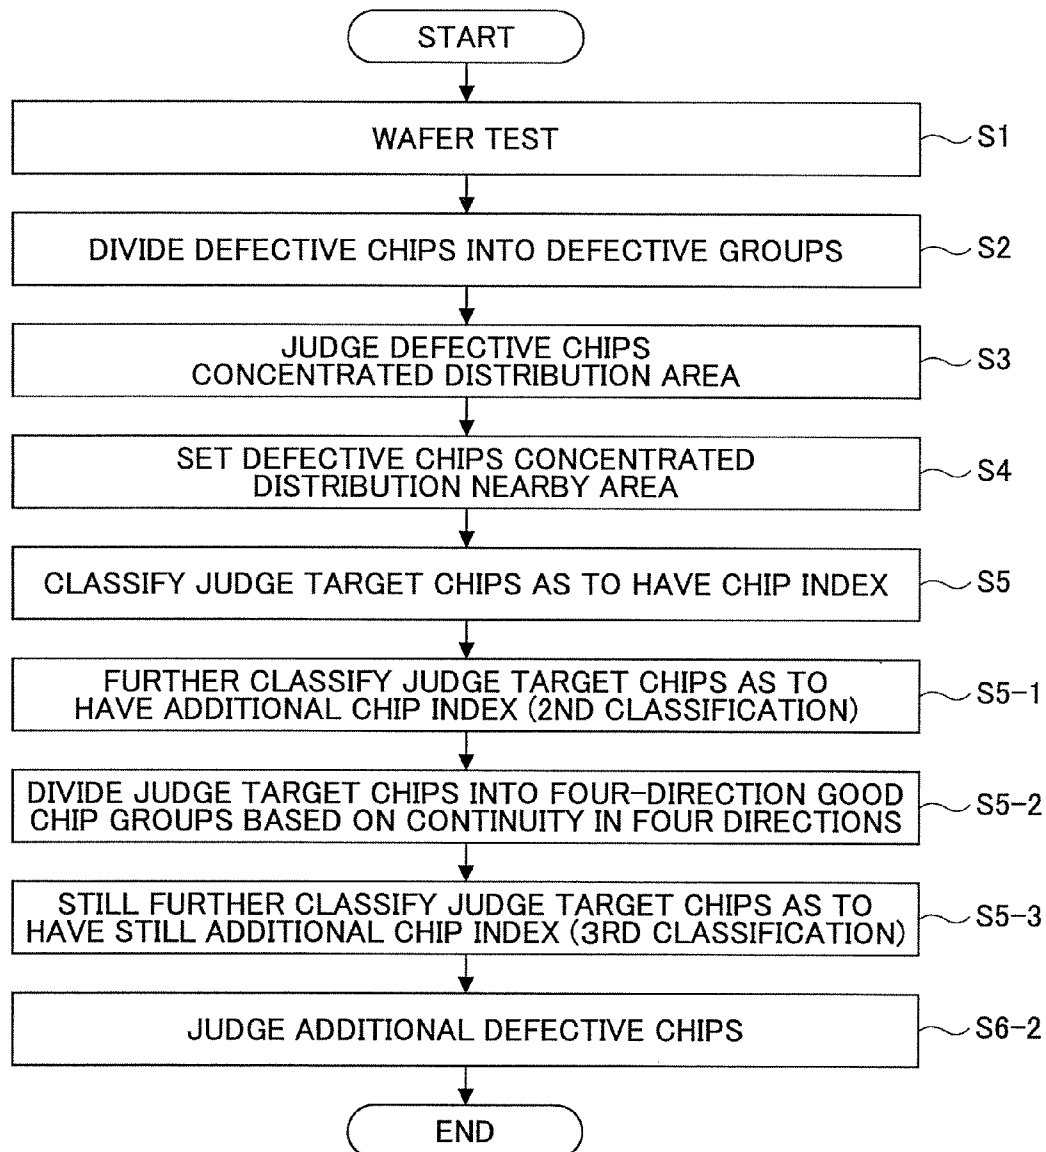 START
WAFER TEST
S1
DIVIDE DEFECTIVE CHIPS INTO DEFECTIVE GROUPS
S2
JUDGE DEFECTIVE CHIPS
CONCENTRATED DISTRIBUTION AREA
S3
SET DEFECTIVE CHIPS CONCENTRATED
DISTRIBUTION NEARBY AREA
S4
CLASSIFY JUDGE TARGET CHIPS AS TO HAVE CHIP INDEX
S5
FURTHER CLASSIFY JUDGE TARGET CHIPS AS TO
HAVE ADDITIONAL CHIP INDEX (2ND CLASSIFICATION)
S5-1
DIVIDE JUDGE TARGET CHIPS INTO FOUR-DIRECTION GOOD
CHIP GROUPS BASED ON CONTINUITY IN FOUR DIRECTIONS
S5-2
STILL FURTHER CLASSIFY JUDGE TARGET CHIPS AS TO
HAVE STILL ADDITIONAL CHIP INDEX (3RD CLASSIFICATION)
S5-3
JUDGE ADDITIONAL DEFECTIVE CHIPS
S6-2
END